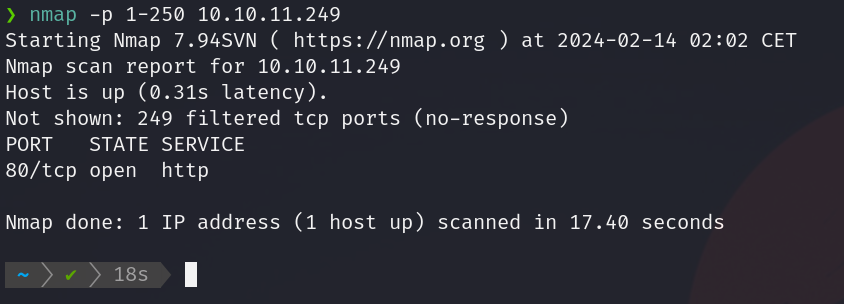 ❯ nmap -p 1-250 10.10.11.249
Starting Nmap 7.94SVN ( https://nmap.org ) at 2024-02-14 02:02 CET
Nmap scan report for 10.10.11.249
Host is up (0.31s latency).
Not shown: 249 filtered tcp ports (no-response)
PORT   STATE SERVICE
80/tcp open  http
Nmap done: 1 IP address (1 host up) scanned in 17.40 seconds
~ ✔ 18s